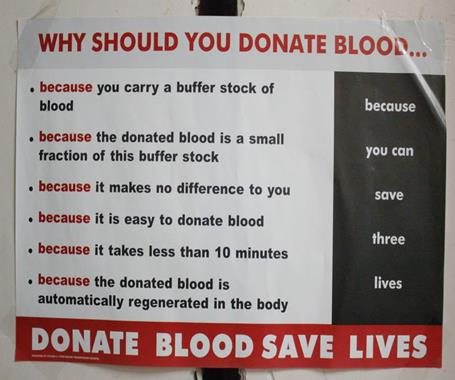 WHY SHOULD YOU DONATE BLOOD...
• because you carry a buffer stock of
blood
• because the donated blood is a small
fraction of this buffer stock
• because it makes no difference to you
• because it is easy to donate blood
• because it takes less than 10 minutes
• because the donated blood is
automatically regenerated in the body
because
you can
save
three
lives
DONATE BLOOD SAVE LIVES